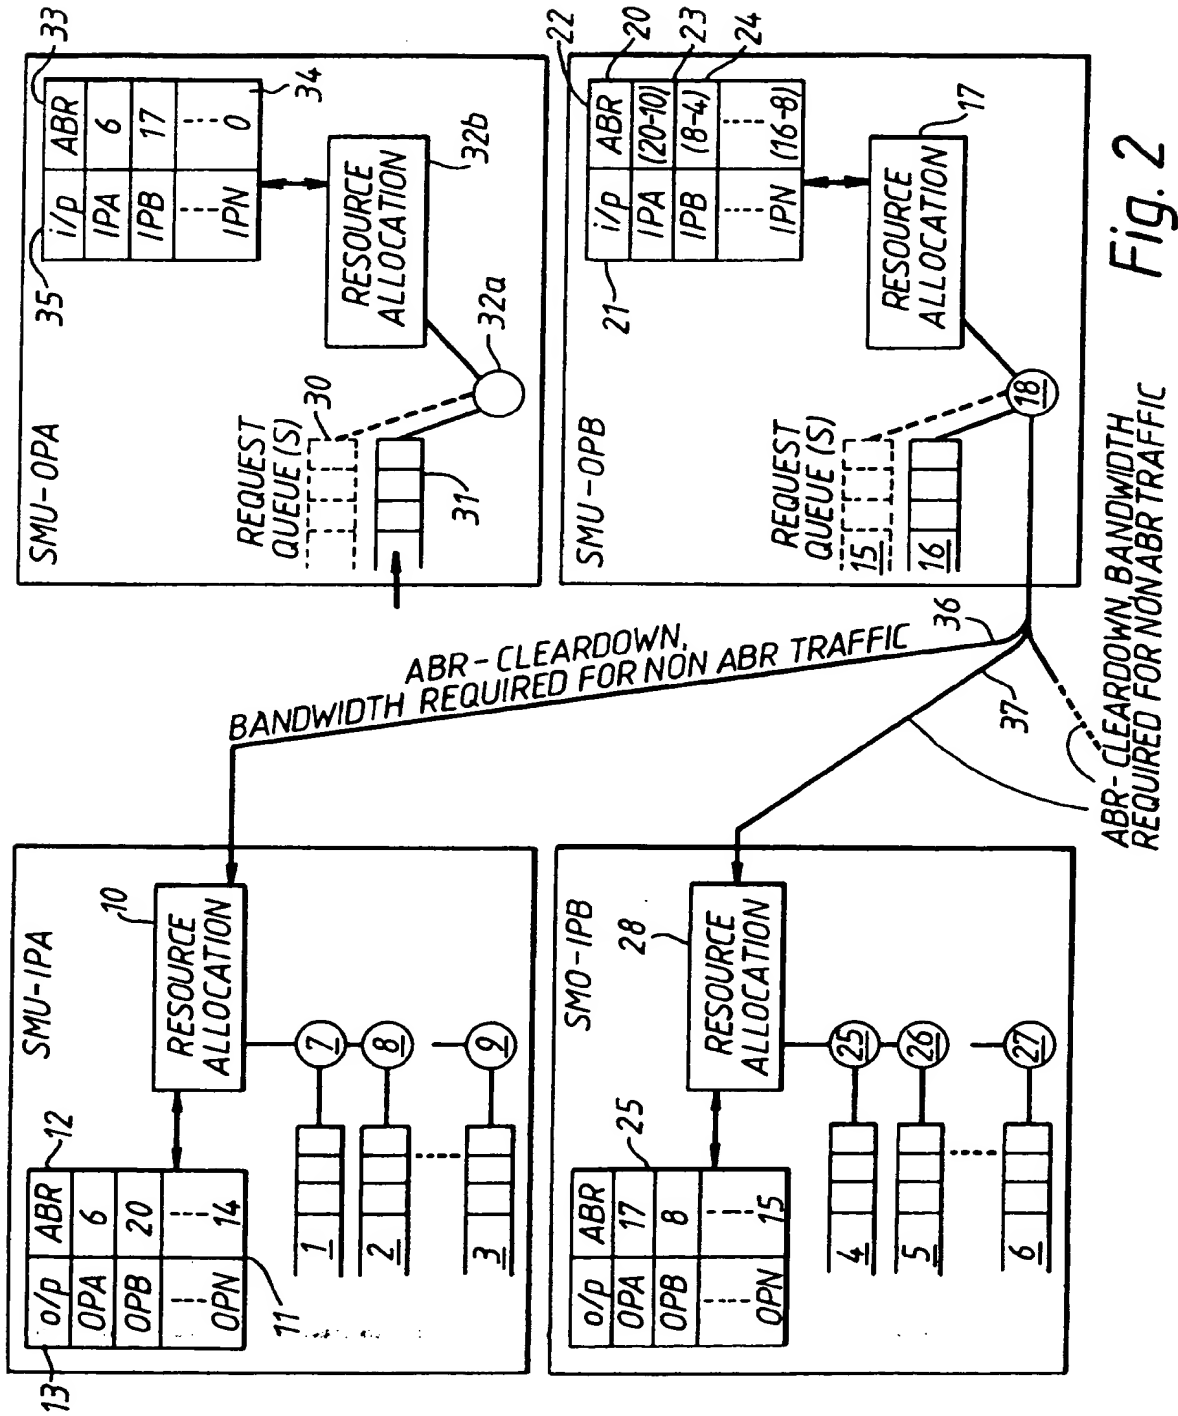 SMU-IPA
13
12
o/p ABR
OPA 6
OPB 20
...... ......
OPN 14
11
10
RESOURCE
ALLOCATION
1
2
3
7
8
9
ABR-CLEARDOWN,
BANDWIDTH REQUIRED FOR NON ABR TRAFFIC
SMU-OPA
35
33
i/p ABR
IPA 6
IPB 17
...... ......
IPN 0
34
REQUEST
QUEUE(S)
30
31
RESOURCE
ALLOCATION
32b
32a
SMO-IPB
25
o/p ABR
OPA 17
OPB 8
...... ......
OPN 15
28
RESOURCE
ALLOCATION
4
5
6
25
26
27
36
37
ABR-CLEARDOWN, BANDWIDTH
REQUIRED FOR NON ABR TRAFFIC
SMU-OPB
21
22
20
23
24
i/p ABR
IPA (20-10)
IPB (8-4)
...... ......
IPN (16-8)
REQUEST
QUEUE(S)
15
16
RESOURCE
ALLOCATION
17
18
Fig. 2